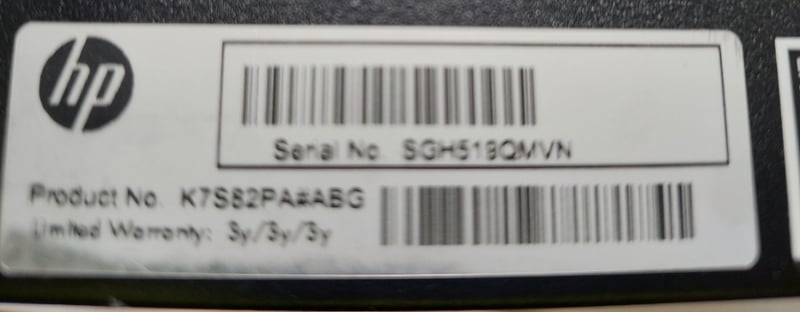 hp
Serial No. SGH519QMVN
Product No. K7S82PA#ABG
Limited Warranty: 3y/3y/3y